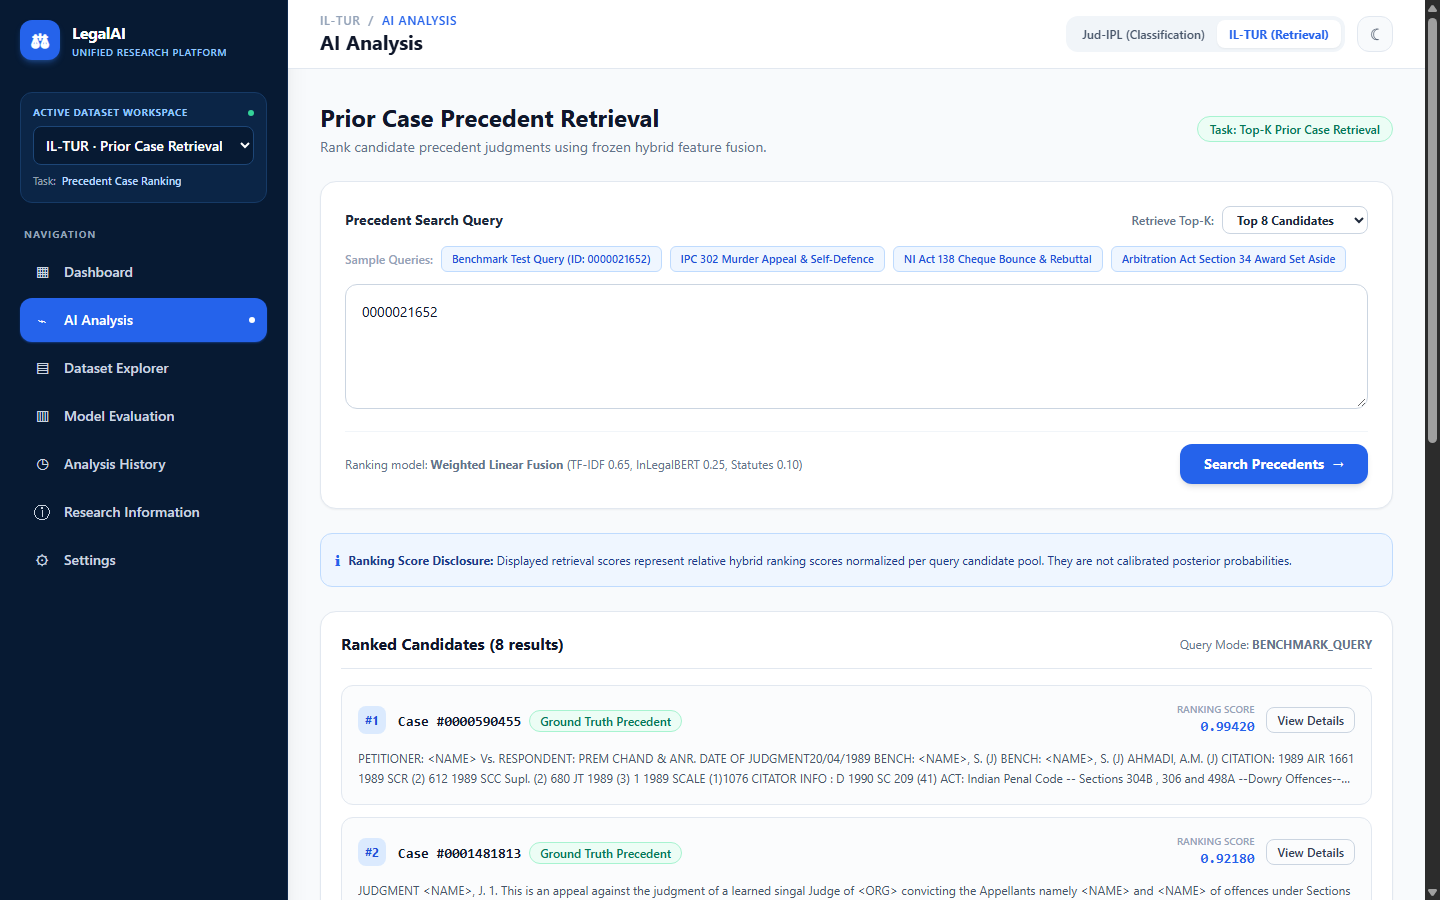 LegalAI
UNIFIED RESEARCH PLATFORM
ACTIVE DATASET WORKSPACE
IL-TUR · Prior Case Retrieval
Task: Precedent Case Ranking
NAVIGATION
Dashboard
AI Analysis
Dataset Explorer
Model Evaluation
Analysis History
Research Information
Settings
IL-TUR / AI ANALYSIS
AI Analysis
Jud-IPL (Classification)
IL-TUR (Retrieval)
Prior Case Precedent Retrieval
Rank candidate precedent judgments using frozen hybrid feature fusion.
Task: Top-K Prior Case Retrieval
Precedent Search Query
Retrieve Top-K: Top 8 Candidates
Sample Queries: Benchmark Test Query (ID: 0000021652) IPC 302 Murder Appeal & Self-Defence NI Act 138 Cheque Bounce & Rebuttal Arbitration Act Section 34 Award Set Aside
0000021652
Ranking model: Weighted Linear Fusion (TF-IDF 0.65, InLegalBERT 0.25, Statutes 0.10)
Search Precedents →
Ranking Score Disclosure: Displayed retrieval scores represent relative hybrid ranking scores normalized per query candidate pool. They are not calibrated posterior probabilities.
Ranked Candidates (8 results)
Query Mode: BENCHMARK_QUERY
#1 Case #0000590455 Ground Truth Precedent
RANKING SCORE
0.99420
View Details
PETITIONER: <NAME> Vs. RESPONDENT: PREM CHAND & ANR. DATE OF JUDGMENT20/04/1989 BENCH: <NAME>, S. (J) BENCH: <NAME>, S. (J) AHMADI, A.M. (J) CITATION: 1989 AIR 1661
1989 SCR (2) 612 1989 SCC Supl. (2) 680 JT 1989 (3) 1 1989 SCALE (1)1076 CITATOR INFO : D 1990 SC 209 (41) ACT: Indian Penal Code -- Sections 304B , 306 and 498A --Dowry Offences--...
#2 Case #0001481813 Ground Truth Precedent
RANKING SCORE
0.92180
View Details
JUDGMENT <NAME>, J. 1. This is an appeal against the judgment of a learned singal Judge of <ORG> convicting the Appellants namely <NAME> and <NAME> of offences under Sections